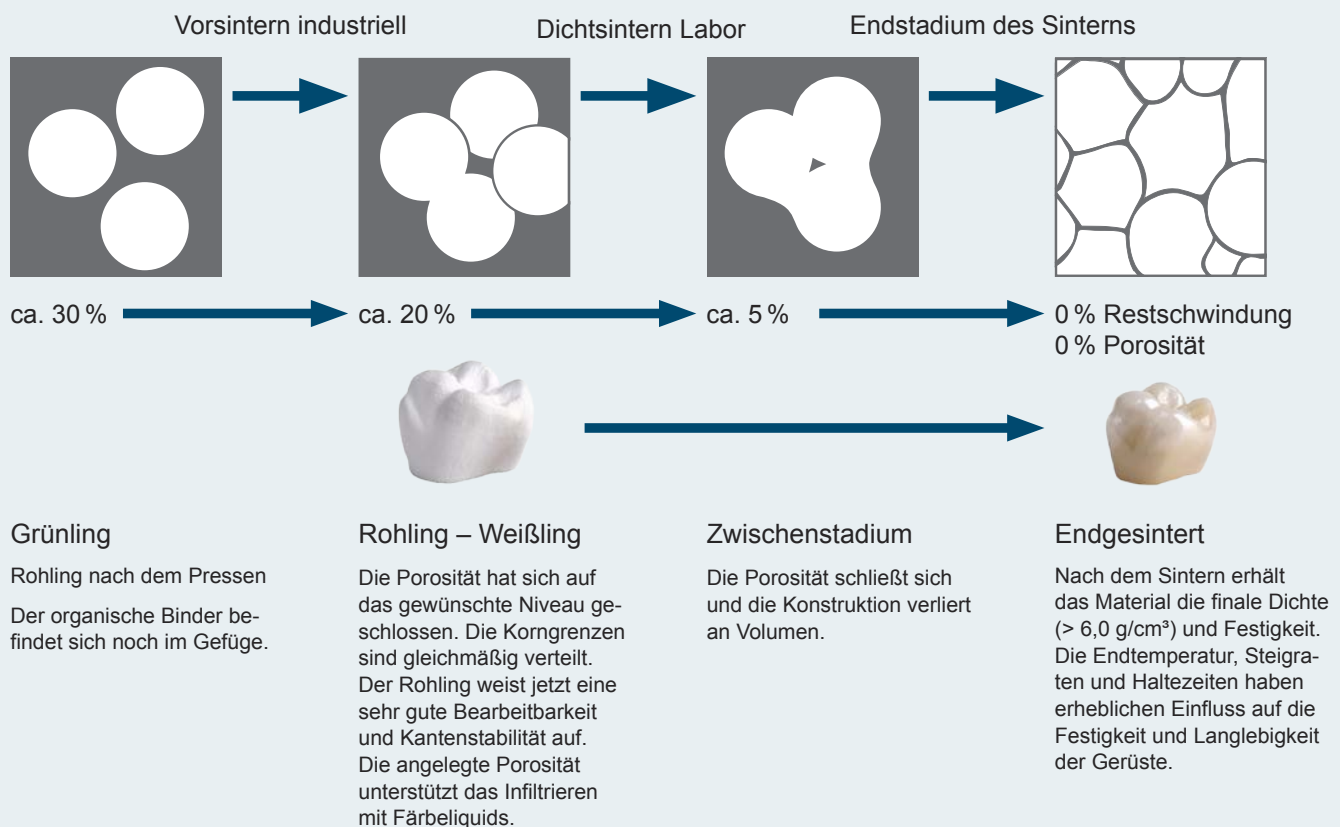 Vorsintern industriell
Dichtsintern Labor
Endstadium des Sinterns
ca. 30 %
ca. 20 %
ca. 5 %
0 % Restschwindung
0 % Porosität
Grünling
Rohling nach dem Pressen
Der organische Binder be-
findet sich noch im Gefüge.
Rohling – Weißling
Die Porosität hat sich auf
das gewünschte Niveau ge-
schlossen. Die Korngrenzen
sind gleichmäßig verteilt.
Der Rohling weist jetzt eine
sehr gute Bearbeitbarkeit
und Kantenstabilität auf.
Die angelegte Porosität
unterstützt das Infiltrieren
mit Färbeliquids.
Zwischenstadium
Die Porosität schließt sich
und die Konstruktion verliert
an Volumen.
Endgesintert
Nach dem Sintern erhält
das Material die finale Dichte
(> 6,0 g/cm³) und Festigkeit.
Die Endtemperatur, Steigra-
ten und Haltezeiten haben
erheblichen Einfluss auf die
Festigkeit und Langlebigkeit
der Gerüste.